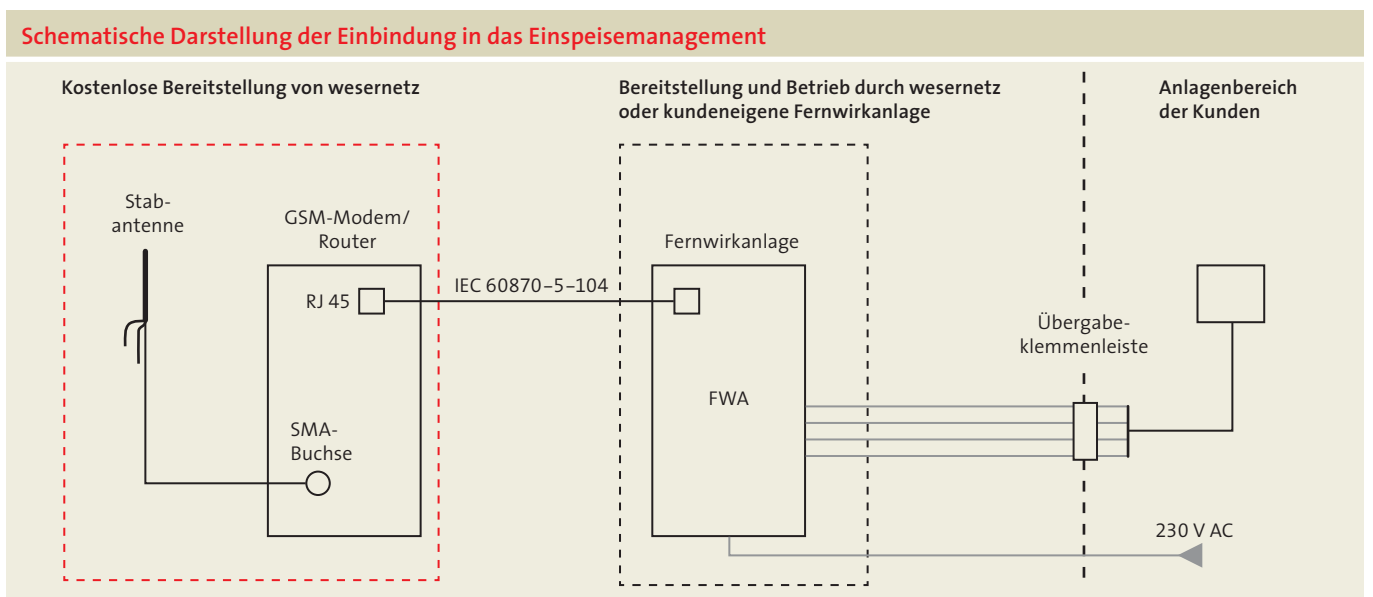 Schematische Darstellung der Einbindung in das Einspeisemanagement
Kostenlose Bereitstellung von wesernetz
Bereitstellung und Betrieb durch wesernetz
oder kundeneigene Fernwirkanlage
Anlagenbereich
der Kunden
Stab-
antenne
GSM-Modem/
Router
RJ 45
SMA-
Buchse
IEC 60870–5–104
Fernwirkanlage
FWA
Übergabe-
klemmenleiste
230 V AC